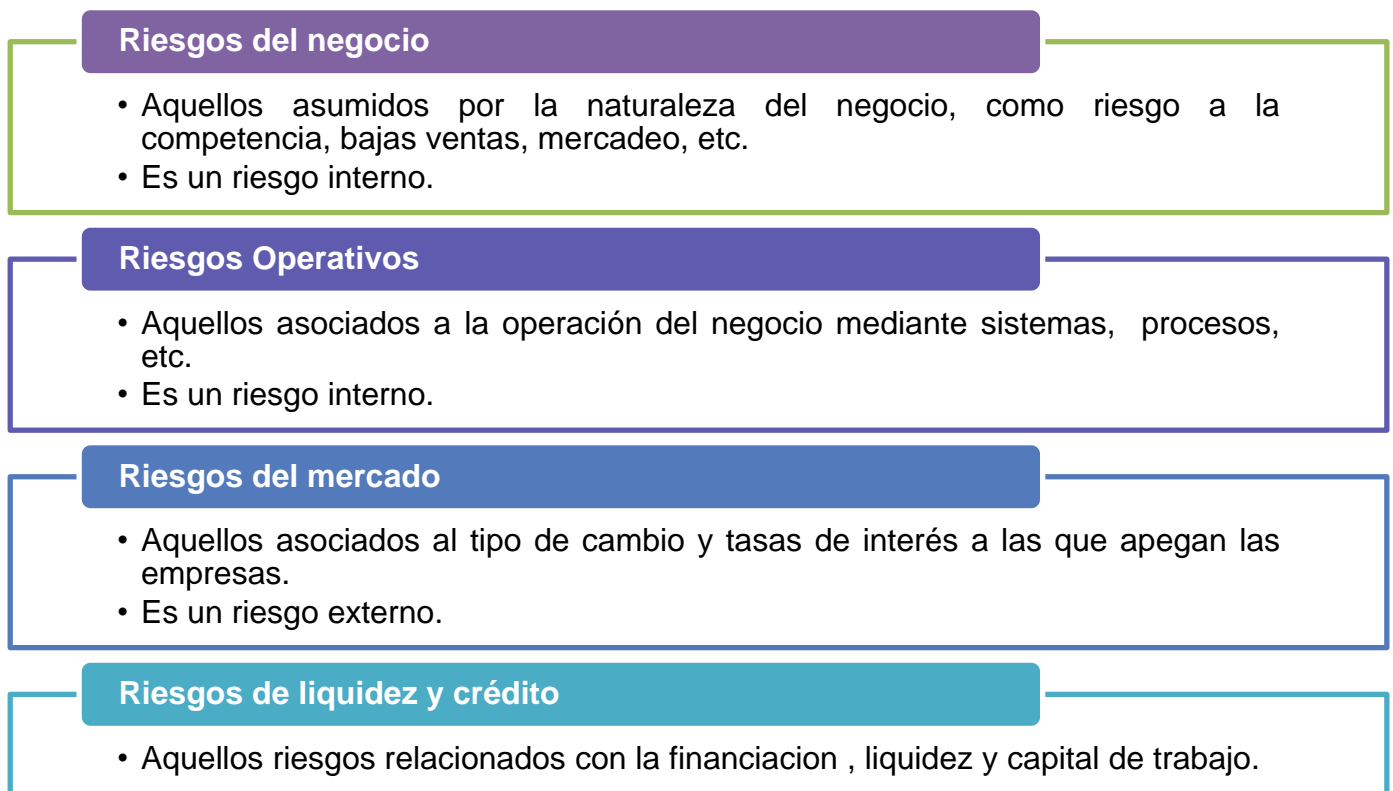 Riesgos del negocio
• Aquellos asumidos por la naturaleza del negocio, como riesgo a la
competencia, bajas ventas, mercadeo, etc.
• Es un riesgo interno.
Riesgos Operativos
• Aquellos asociados a la operación del negocio mediante sistemas, procesos,
etc.
• Es un riesgo interno.
Riesgos del mercado
• Aquellos asociados al tipo de cambio y tasas de interés a las que apegan las
empresas.
• Es un riesgo externo.
Riesgos de liquidez y crédito
• Aquellos riesgos relacionados con la financiacion , liquidez y capital de trabajo.